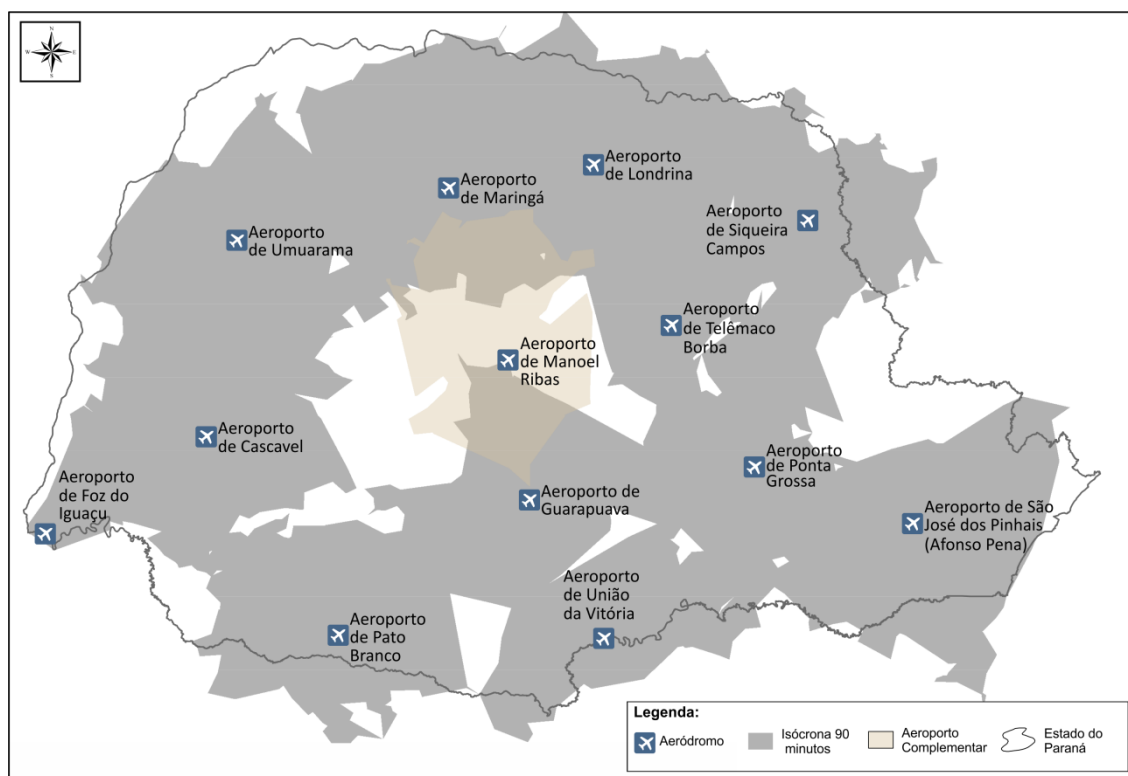 N
W
E
S
Aeroporto
de Londrina
Aeroporto
de Maringá
Aeroporto
de Siqueira
Campos
Aeroporto
de Umuarama
Aeroporto
de Telêmaco
Borba
Aeroporto
de Manoel
Ribas
Aeroporto
de Cascavel
Aeroporto
de Ponta
Grossa
Aeroporto
de Foz do
Iguaçu
Aeroporto de
Guarapuava
Aeroporto de São
José dos Pinhais
(Afonso Pena)
Aeroporto
de União
da Vitória
Aeroporto
de Pato
Branco
Legenda:
Aeródromo
Isócrona 90
minutos
Aeroporto
Complementar
Estado do
Paraná